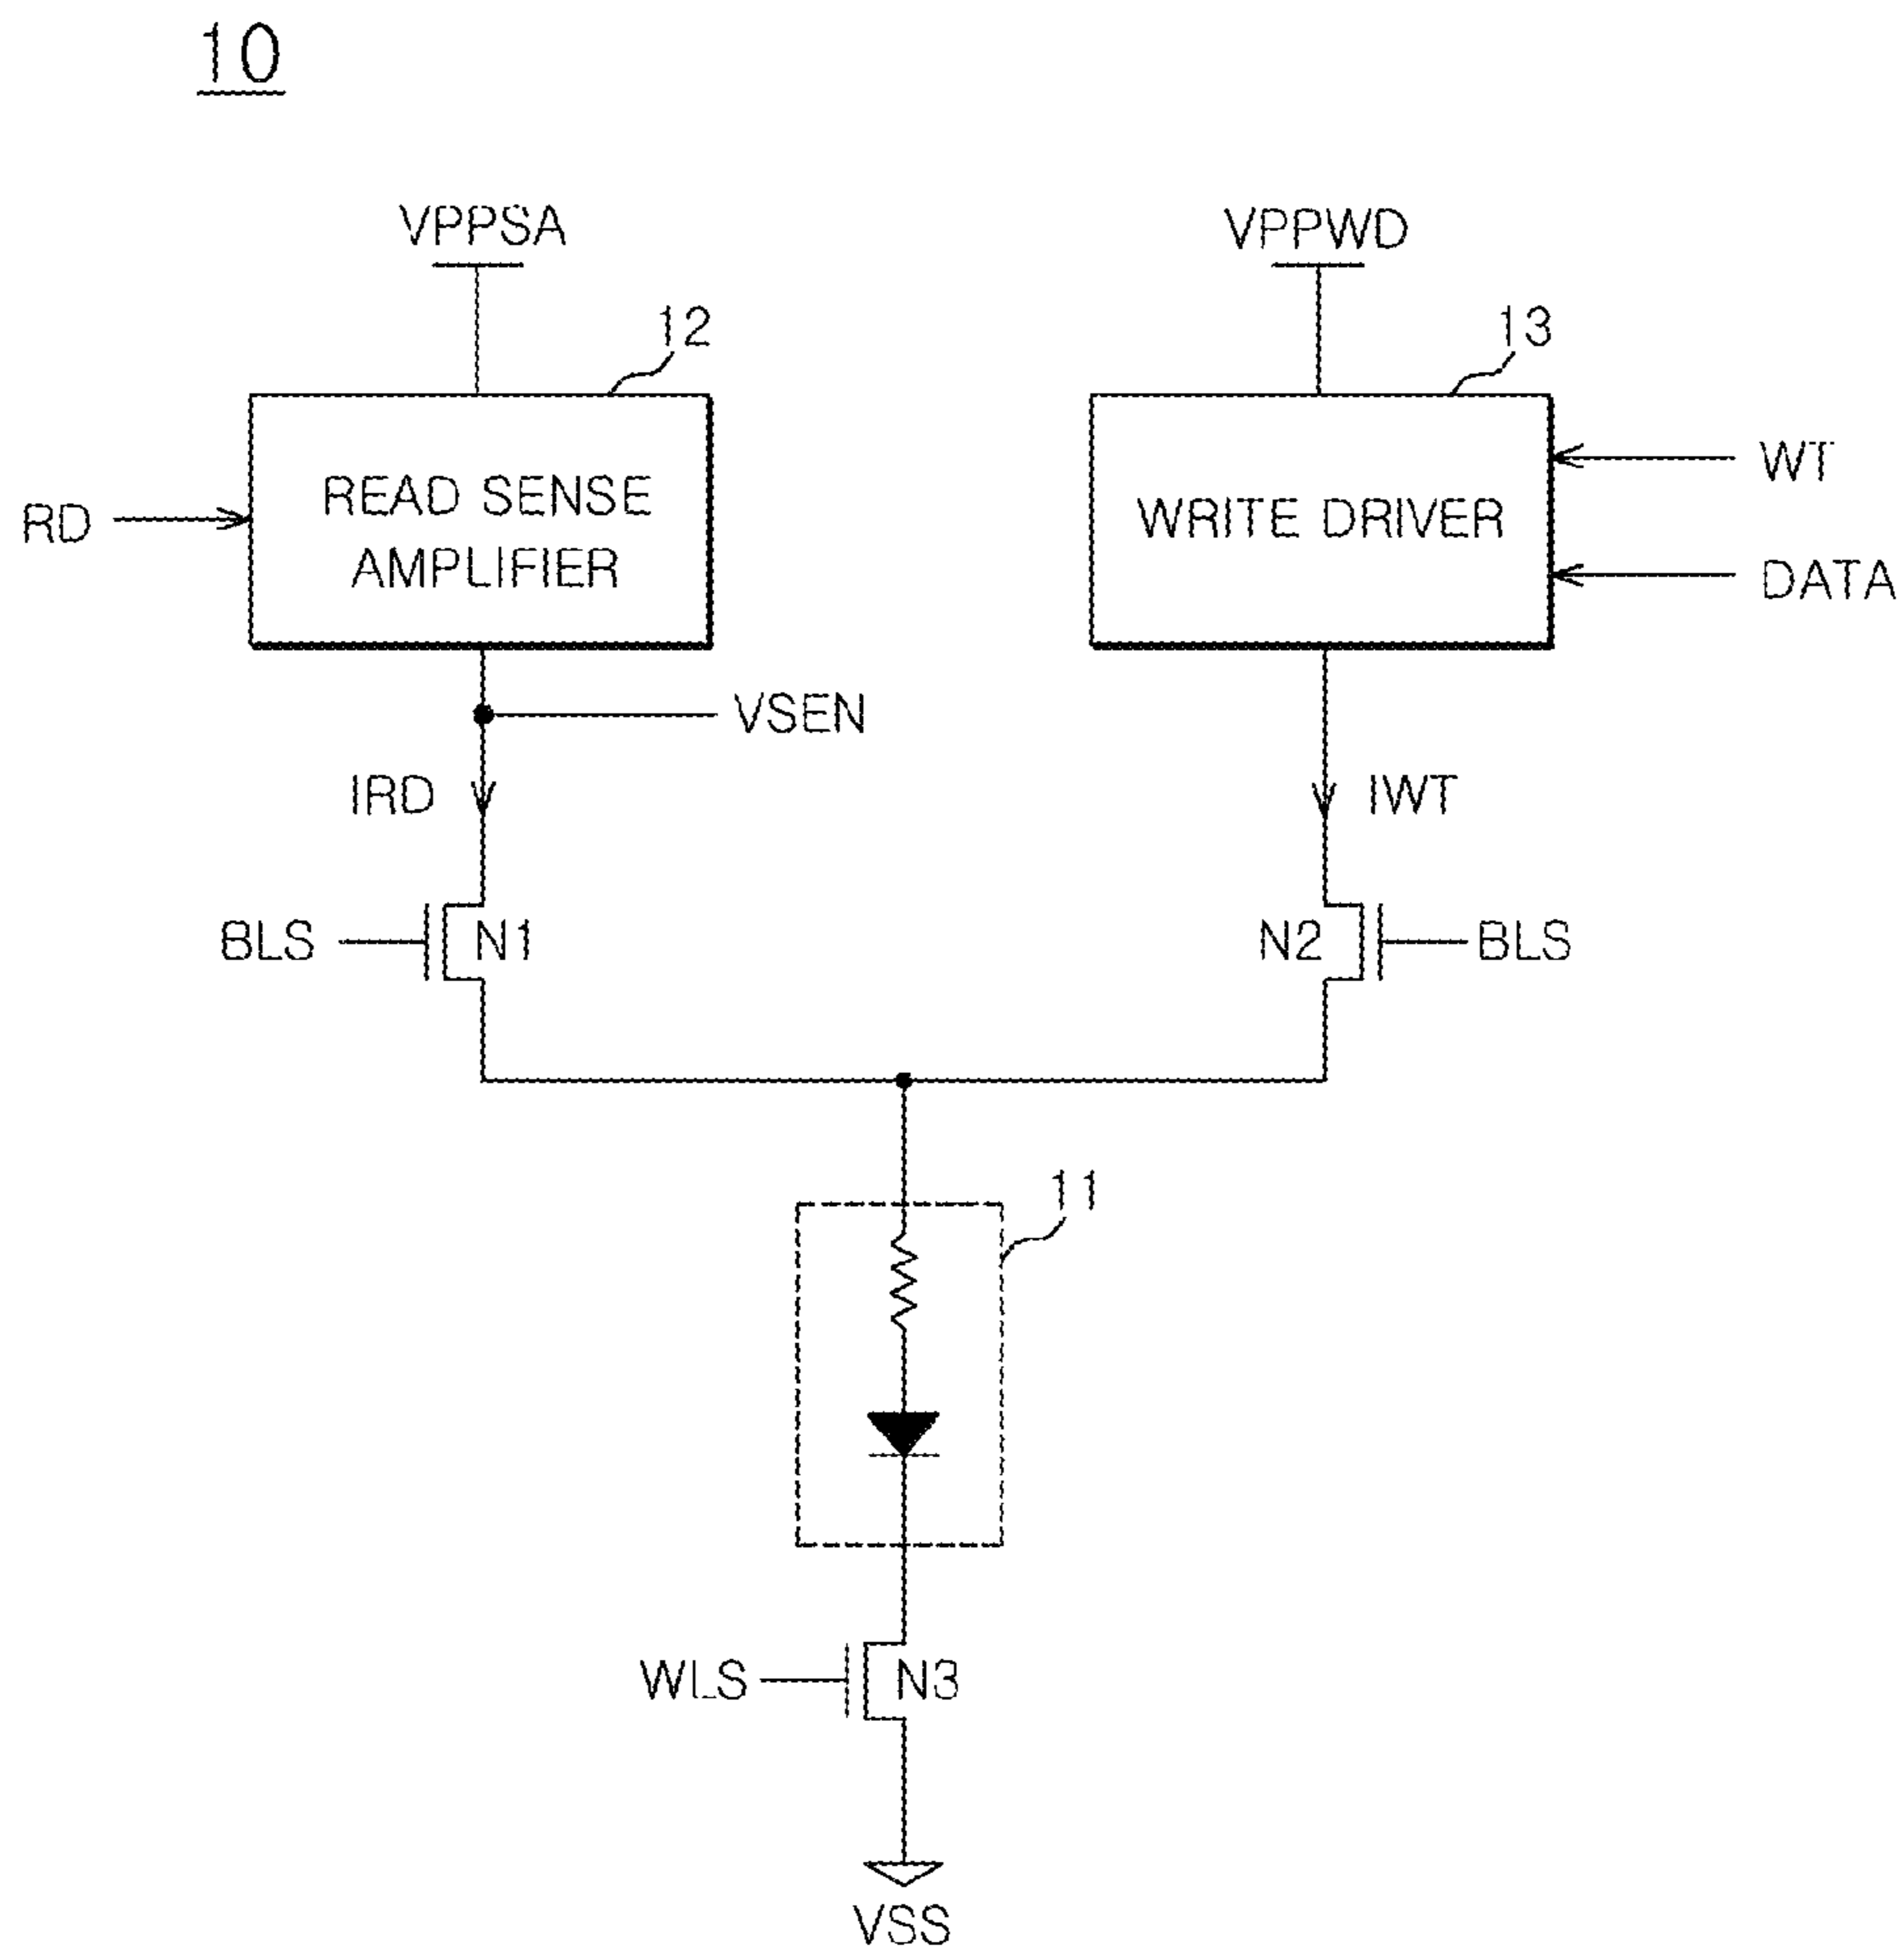 10
VPPSA
VPPWD
12
13
READ SENSE
AMPLIFIER
RD
WRITE DRIVER
WT
DATA
VSEN
IRD
IWT
BLS
N1
N2
BLS
11
WLS
N3
VSS